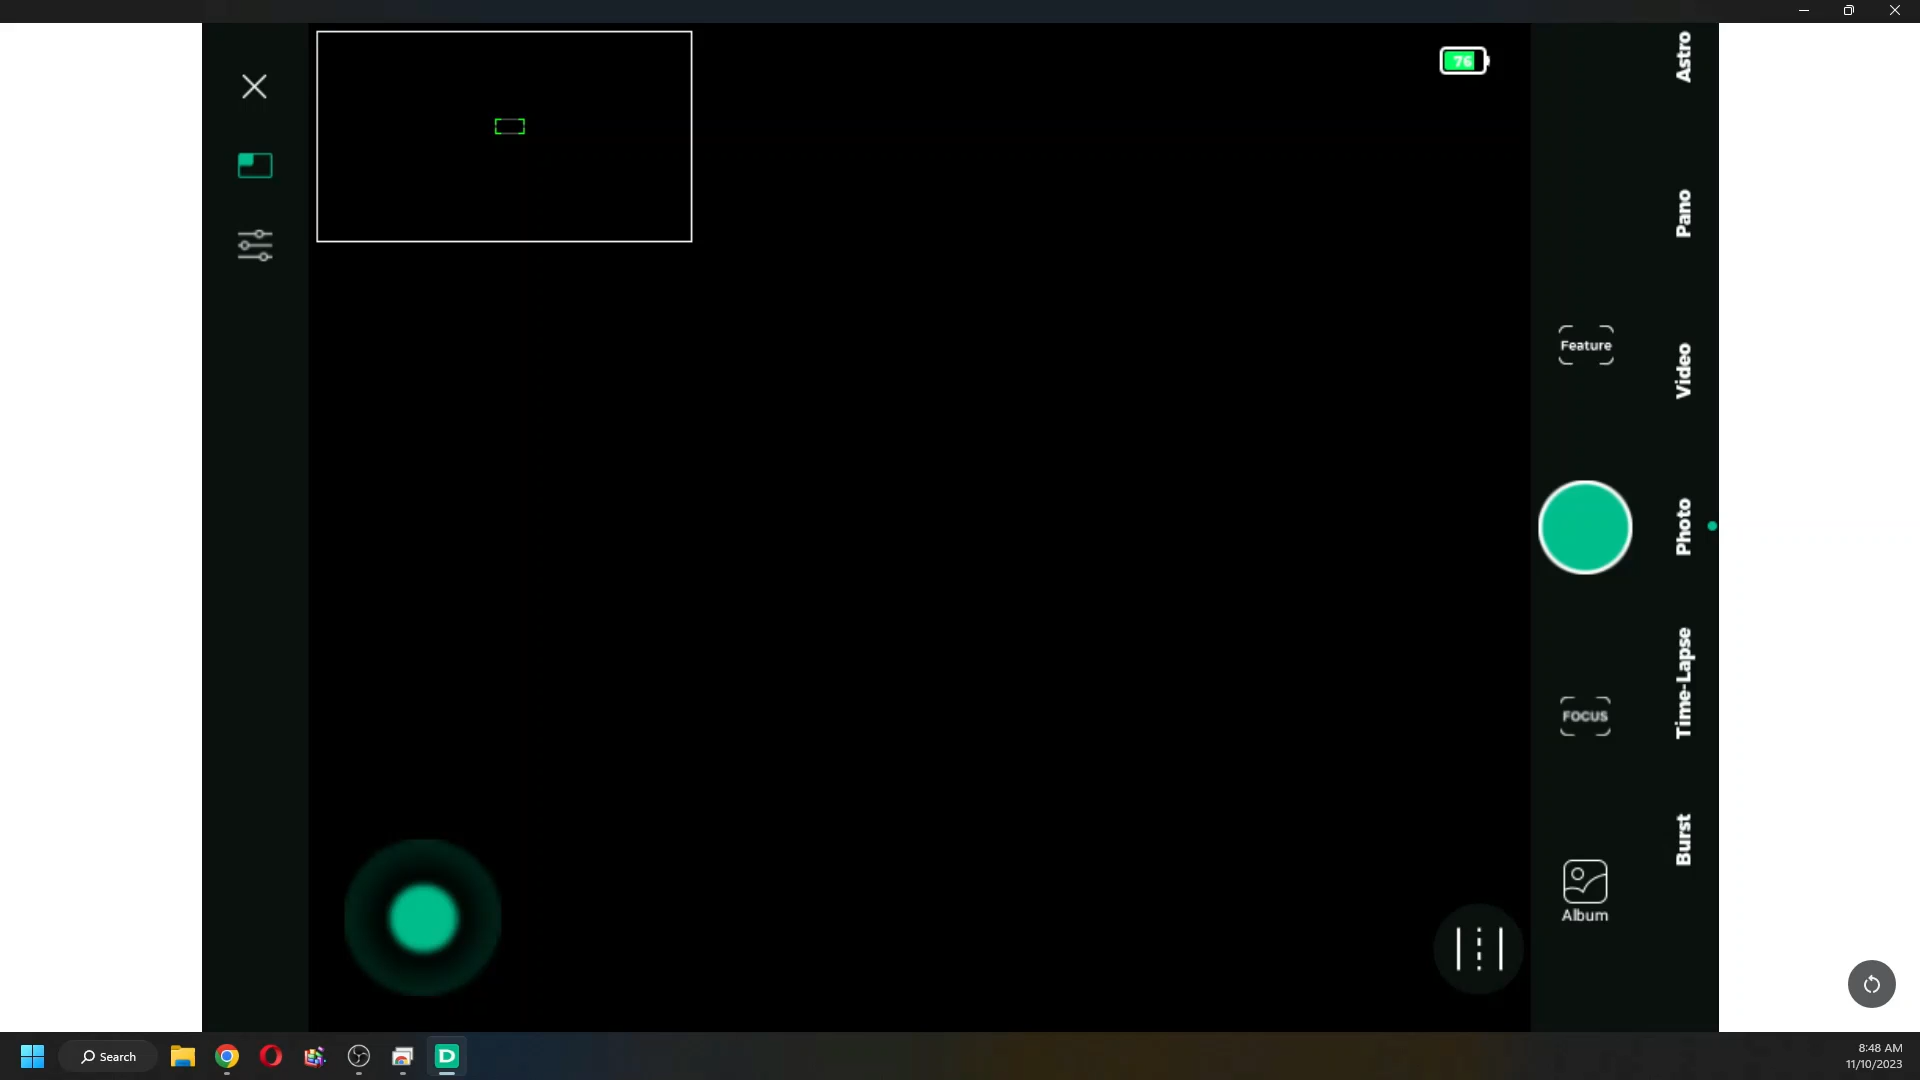 76
Astro
Pano
Feature
Video
Photo
Time-Lapse
FOCUS
Burst
Album
D
Search
8:48 AM
11/10/2023